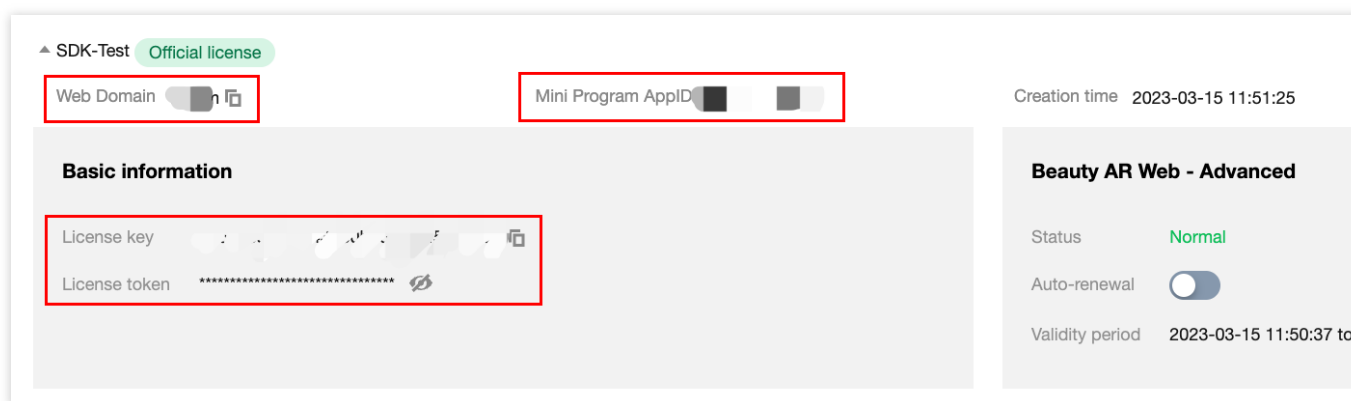 SDK-Test Official license
Web Domain
Mini Program AppID
Creation time 2023-03-15 11:51:25
Basic information
License key
License token ********************************
Beauty AR Web - Advanced
Status Normal
Auto-renewal
Validity period 2023-03-15 11:50:37 to